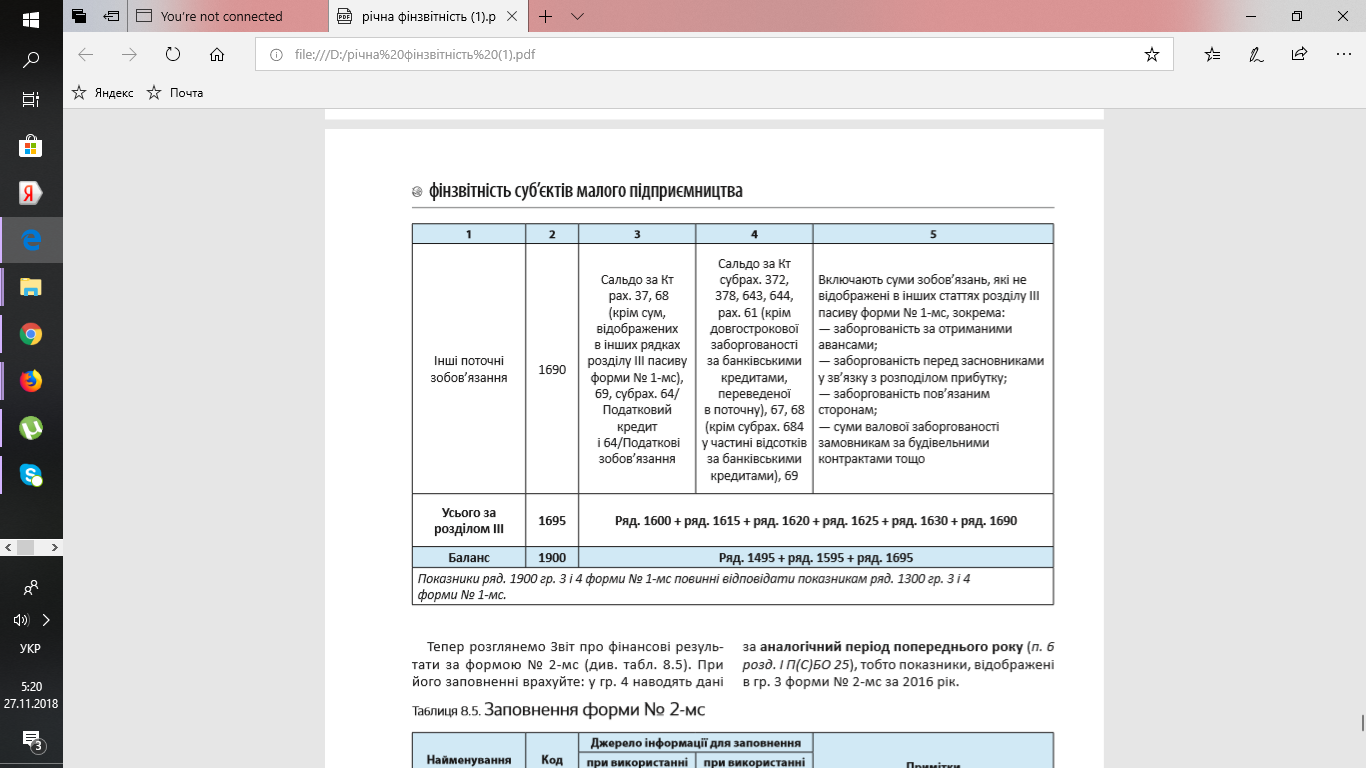 You're not connected
річна фінзвітність (1).p
file:///D:/річна%20фінзвітність%20(1).pdf
Яндекс
Почта
фінзвітність суб'єктів малого підприємництва
1 2 3 4 5
Інші поточні
зобов'язання
1690
Сальдо за Кт
рах. 37, 68
(крім сум,
відображених
в інших рядках
розділу III пасиву
форми № 1-мс),
69, субрах. 64/
Податковий
кредит
і 64/Податкові
зобов'язання
Сальдо за Кт
субрах. 372,
378, 643, 644,
рах. 61 (крім
довгострокової
заборгованості
за банківськими
кредитами,
переведеної
в поточну), 67, 68
(крім субрах. 684
у частині відсотків
за банківськими
кредитами), 69
Включають суми зобов'язань, які не
відображені в інших статтях розділу III
пасиву форми № 1-мс, зокрема:
— заборгованість за отриманими
авансами;
— заборгованість перед засновниками
у зв'язку з розподілом прибутку;
— заборгованість пов'язаним
сторонам;
— суми валової заборгованості
замовникам за будівельними
контрактами тощо
Усього за
розділом III
1695
Ряд. 1600 + ряд. 1615 + ряд. 1620 + ряд. 1625 + ряд. 1630 + ряд. 1690
Баланс 1900 Ряд. 1495 + ряд. 1595 + ряд. 1695
Показники ряд. 1900 гр. 3 і 4 форми № 1-мс повинні відповідати показникам ряд. 1300 гр. 3 і 4
форми № 1-мс.
Тепер розглянемо Звіт про фінансові резуль-
тати за формою № 2-мс (див. табл. 8.5). При
його заповненні врахуйте: у гр. 4 наводять дані
за аналогічний період попереднього року (п. 6
розд. I П(С)БО 25), тобто показники, відображені
в гр. 3 форми № 2-мс за 2016 рік.
Таблиця 8.5. Заповнення форми № 2-мс
Найменування
Код
Джерело інформації для заповнення
при використанні
при використанні
Примітки
УКР
5:20
27.11.2018
3